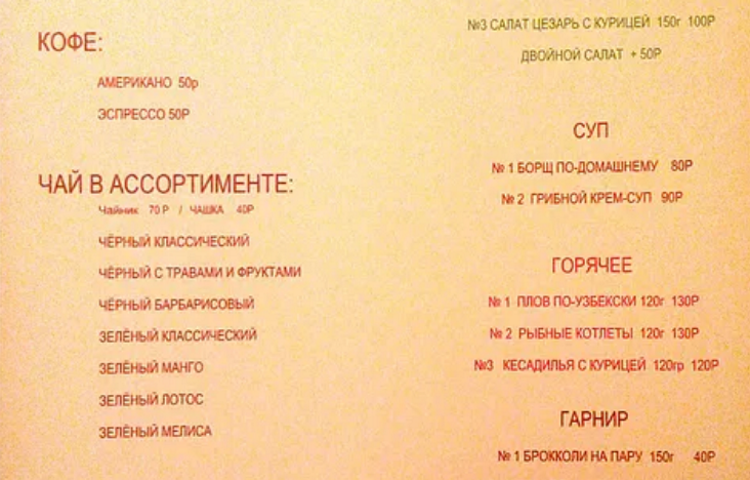 КОФЕ:
АМЕРИКАНО 50р
ЭСПРЕССО 50Р
ЧАЙ В АССОРТИМЕНТЕ:
Чайник 70 Р / ЧАШКА 40Р
ЧЁРНЫЙ КЛАССИЧЕСКИЙ
ЧЁРНЫЙ С ТРАВАМИ И ФРУКТАМИ
ЧЁРНЫЙ БАРБАРИСОВЫЙ
ЗЕЛЁНЫЙ КЛАССИЧЕСКИЙ
ЗЕЛЁНЫЙ МАНГО
ЗЕЛЁНЫЙ ЛОТОС
ЗЕЛЁНЫЙ МЕЛИСА
№3 САЛАТ ЦЕЗАРЬ С КУРИЦЕЙ 150г 100Р
ДВОЙНОЙ САЛАТ + 50Р
СУП
№ 1 БОРЩ ПО-ДОМАШНЕМУ 80Р
№ 2 ГРИБНОЙ КРЕМ-СУП 90Р
ГОРЯЧЕЕ
№ 1 ПЛОВ ПО-УЗБЕКСКИ 120г 130Р
№ 2 РЫБНЫЕ КОТЛЕТЫ 120г 130Р
№3 КЕСАДИЛЬЯ С КУРИЦЕЙ 120гр 120Р
ГАРНИР
№ 1 БРОККОЛИ НА ПАРУ 150г 40Р